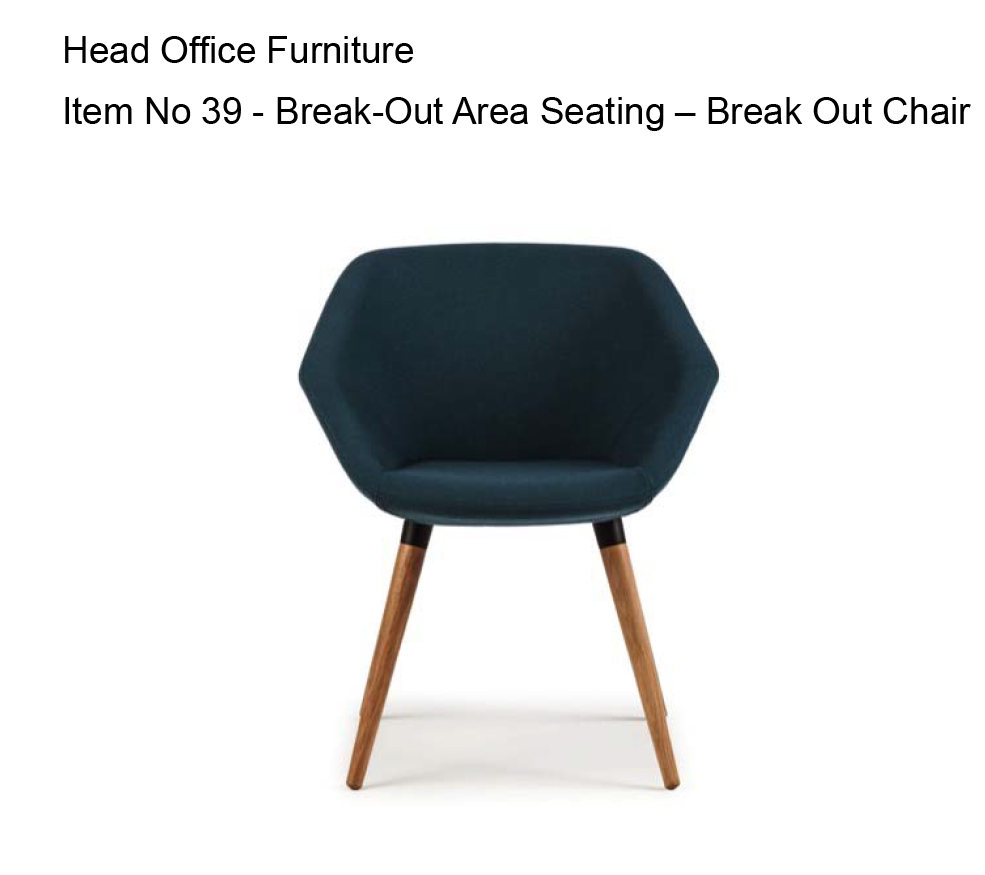 Head Office Furniture
Item No 39 - Break-Out Area Seating – Break Out Chair